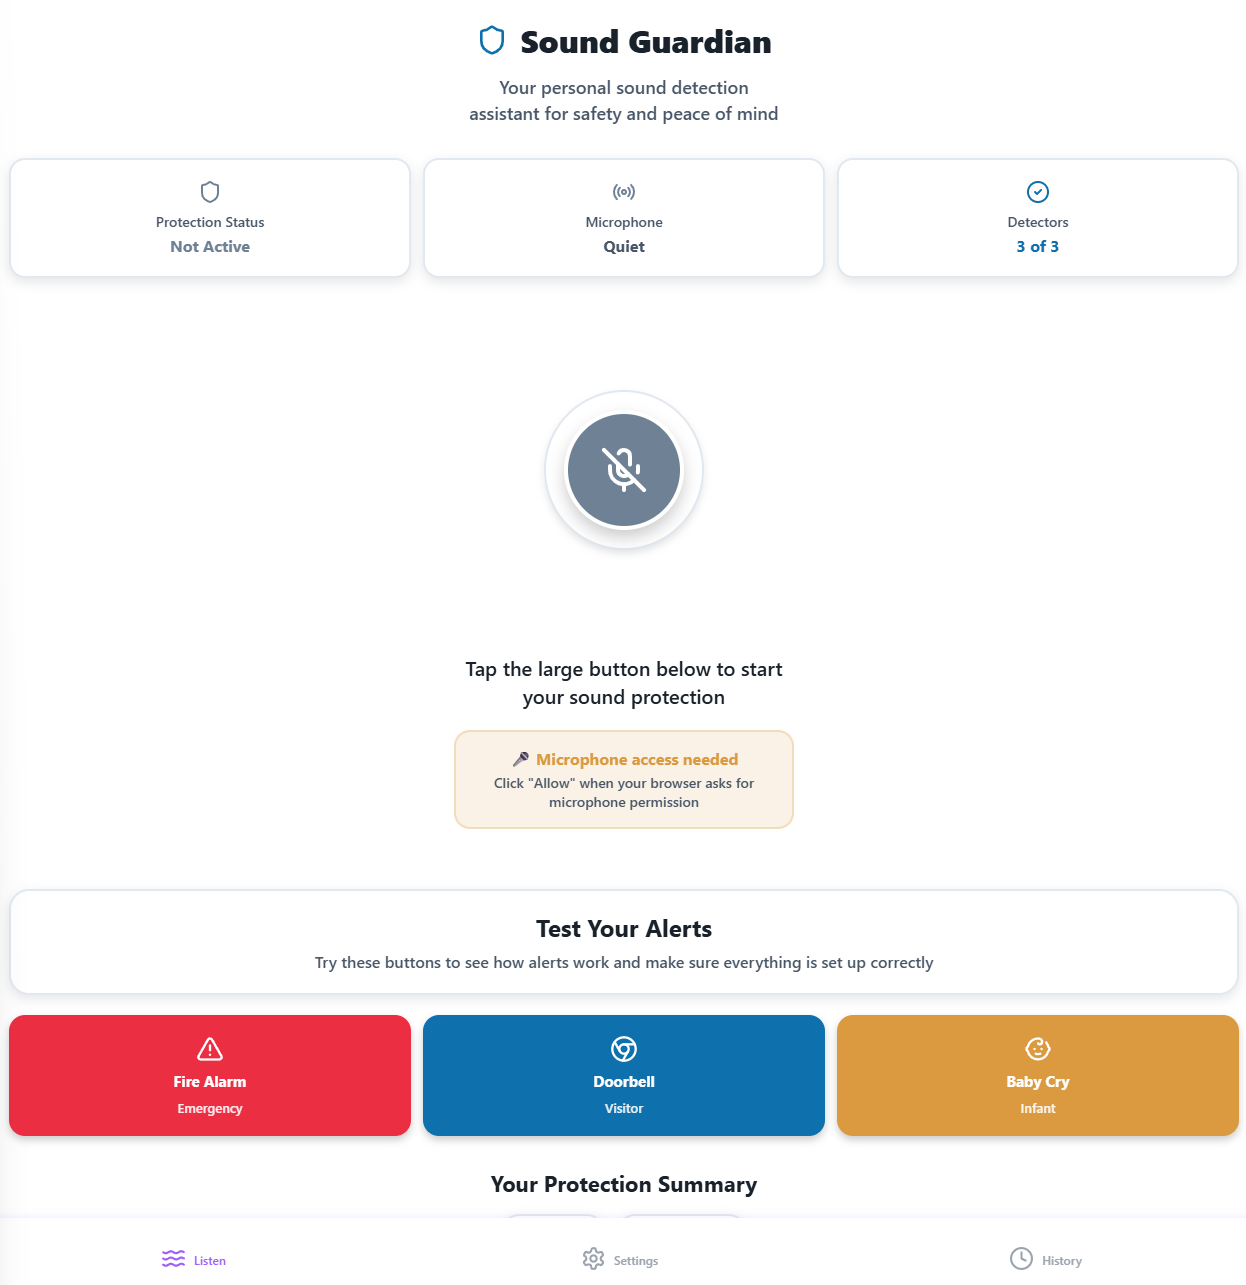 Sound Guardian
Your personal sound detection
assistant for safety and peace of mind
Protection Status
Not Active
Microphone
Quiet
Detectors
3 of 3
Tap the large button below to start
your sound protection
🎤 Microphone access needed
Click "Allow" when your browser asks for
microphone permission
Test Your Alerts
Try these buttons to see how alerts work and make sure everything is set up correctly
Fire Alarm
Emergency
Doorbell
Visitor
Baby Cry
Infant
Your Protection Summary
Listen
Settings
History